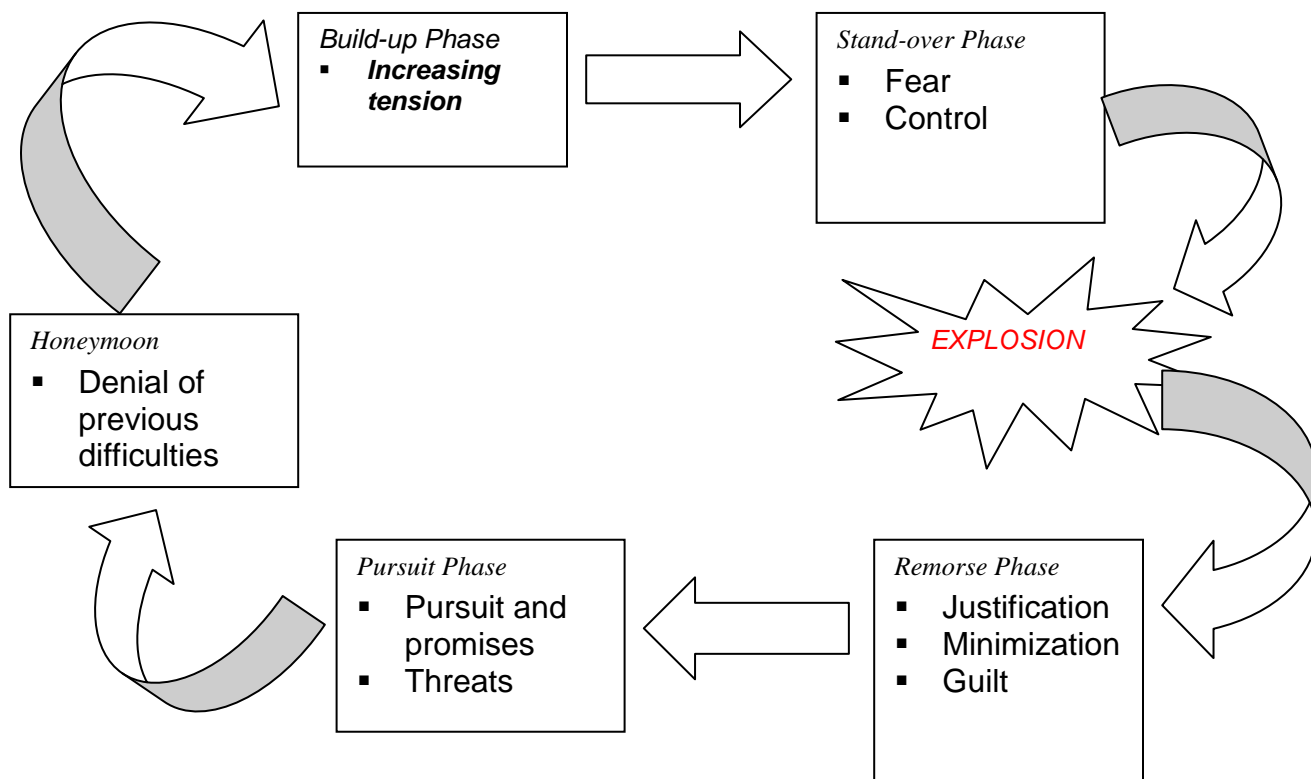 Build-up Phase
▪ Increasing
tension
Stand-over Phase
▪ Fear
▪ Control
EXPLOSION
Remorse Phase
▪ Justification
▪ Minimization
▪ Guilt
Pursuit Phase
▪ Pursuit and
promises
▪ Threats
Honeymoon
▪ Denial of
previous
difficulties